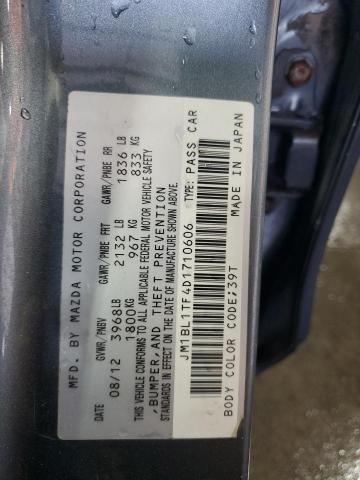 MFD. BY MAZDA MOTOR CORPORATION
DATE GVWR/PNBV GAWR/PNBE FRT GAWR/PNBE RR
08/12 3968LB 2132 LB 1836 LB
1800KG 967 KG 833 KG
THIS VEHICLE CONFORMS TO ALL APPLICABLE FEDERAL MOTOR VEHICLE SAFETY
,BUMPER,AND THEFT PREVENTION
STANDARDS IN EFFECT ON THE DATE OF MANUFACTURE SHOWN ABOVE.
JM1BL1TF4D1710606 TYPE: PASS CAR
BODY COLOR CODE/39T MADE IN JAPAN